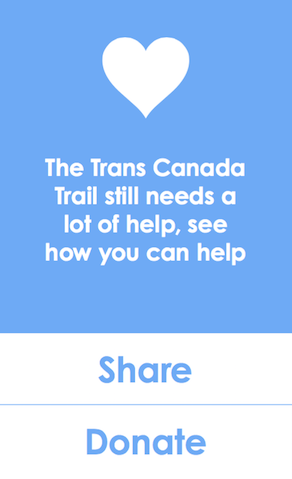 The Trans Canada
Trail still needs a
lot of help, see
how you can help
Share
Donate